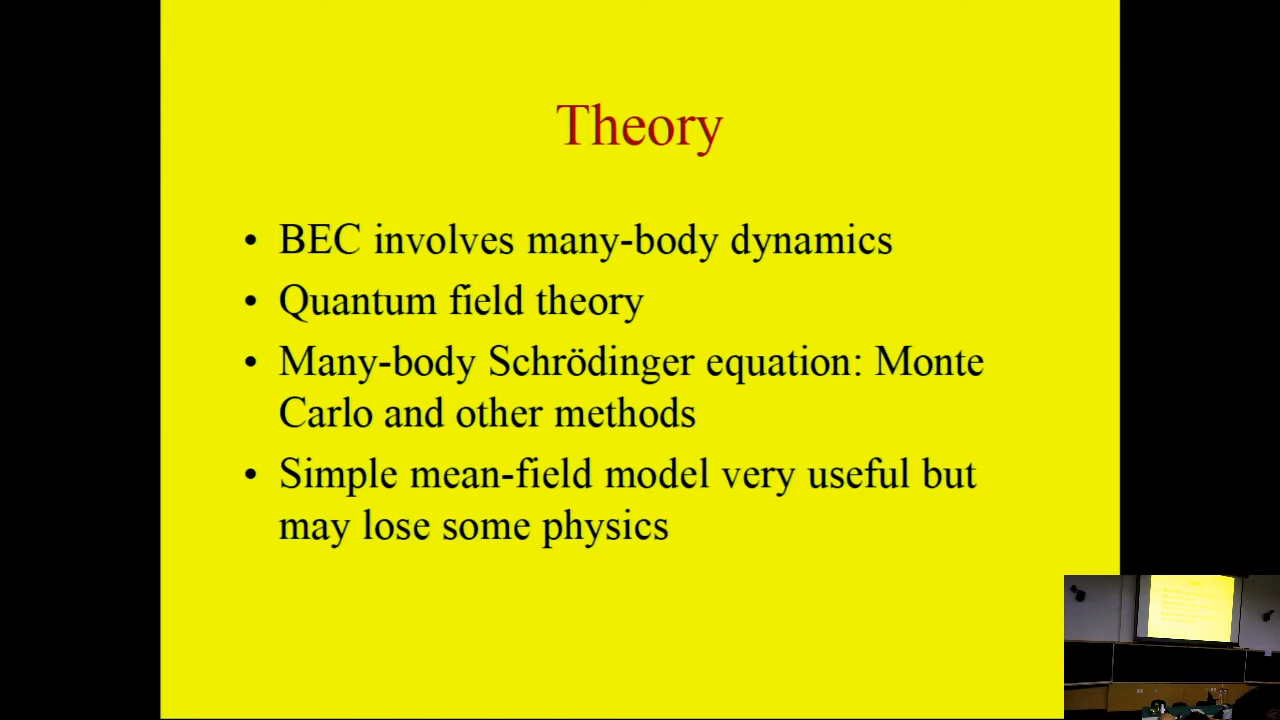 Theory
• BEC involves many-body dynamics
• Quantum field theory
• Many-body Schrödinger equation: Monte
Carlo and other methods
• Simple mean-field model very useful but
may lose some physics